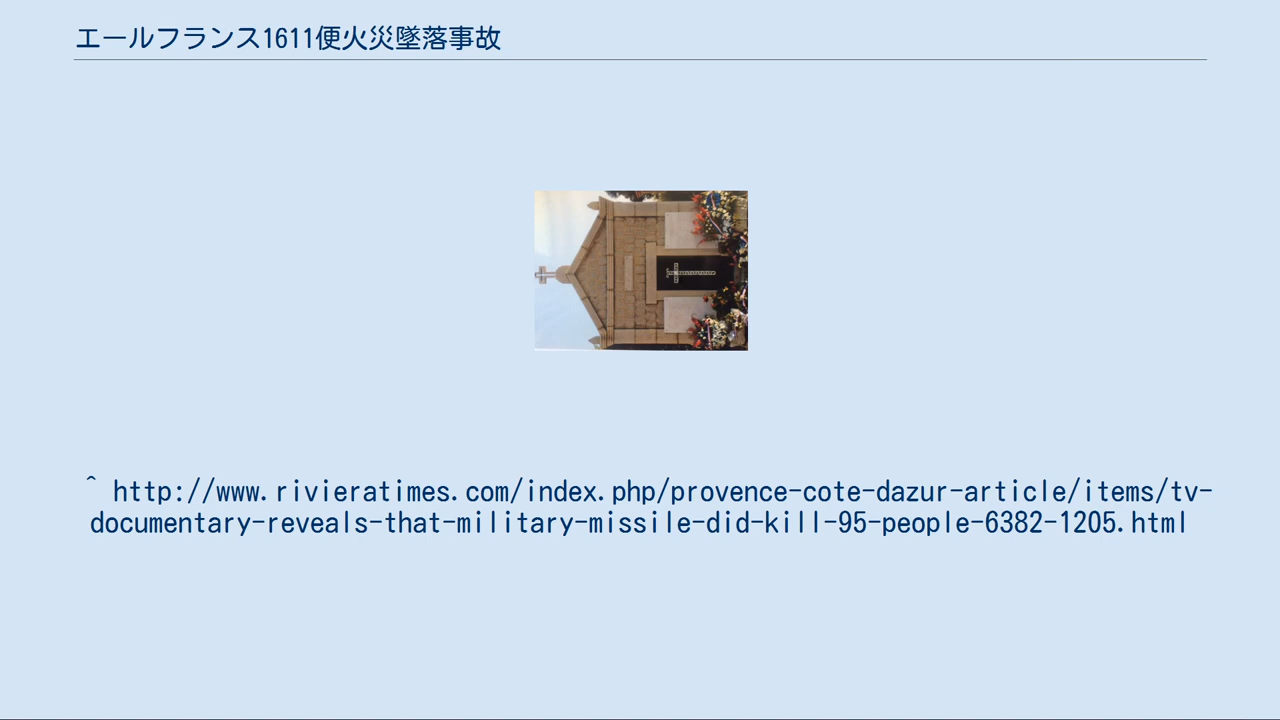 エールフランス1611便火災墜落事故
^ http://www.rivieratimes.com/index.php/provence-cote-dazur-article/items/tv-
documentary-reveals-that-military-missile-did-kill-95-people-6382-1205.html